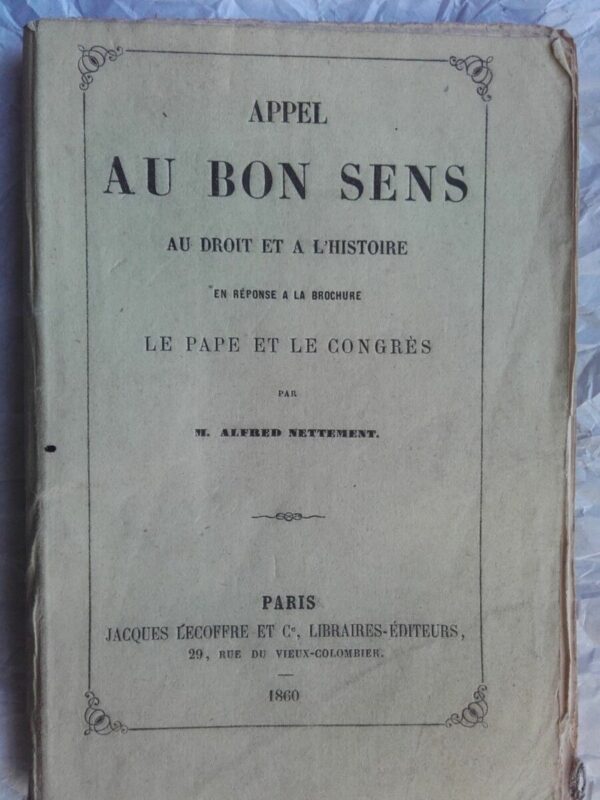 APPEL
AU BON SENS
AU DROIT ET A L'HISTOIRE
EN RÉPONSE A LA BROCHURE
LE PAPE ET LE CONGRÈS
PAR
M. ALFRED NETTEMENT.
PARIS
JACQUES LECOFFRE ET Cᵉ, LIBRAIRES-ÉDITEURS,
29, RUE DU VIEUX-COLOMBIER.
1860